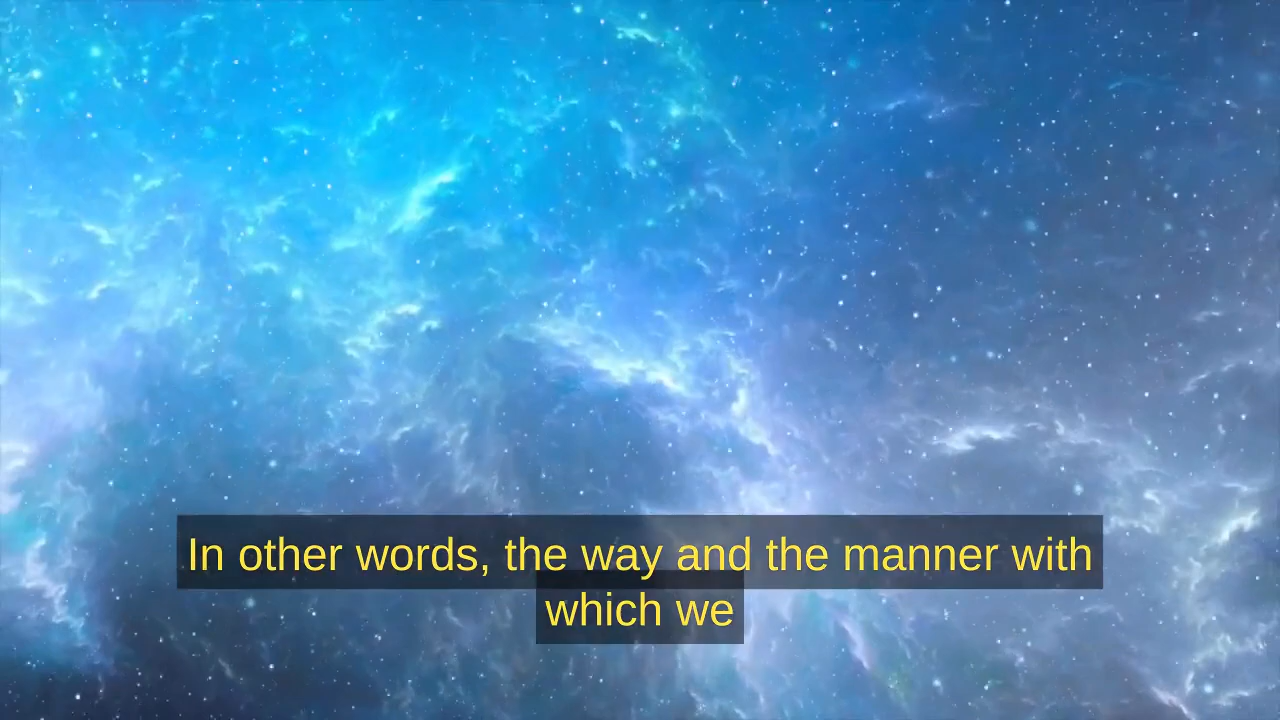 In other words, the way and the manner with
which we